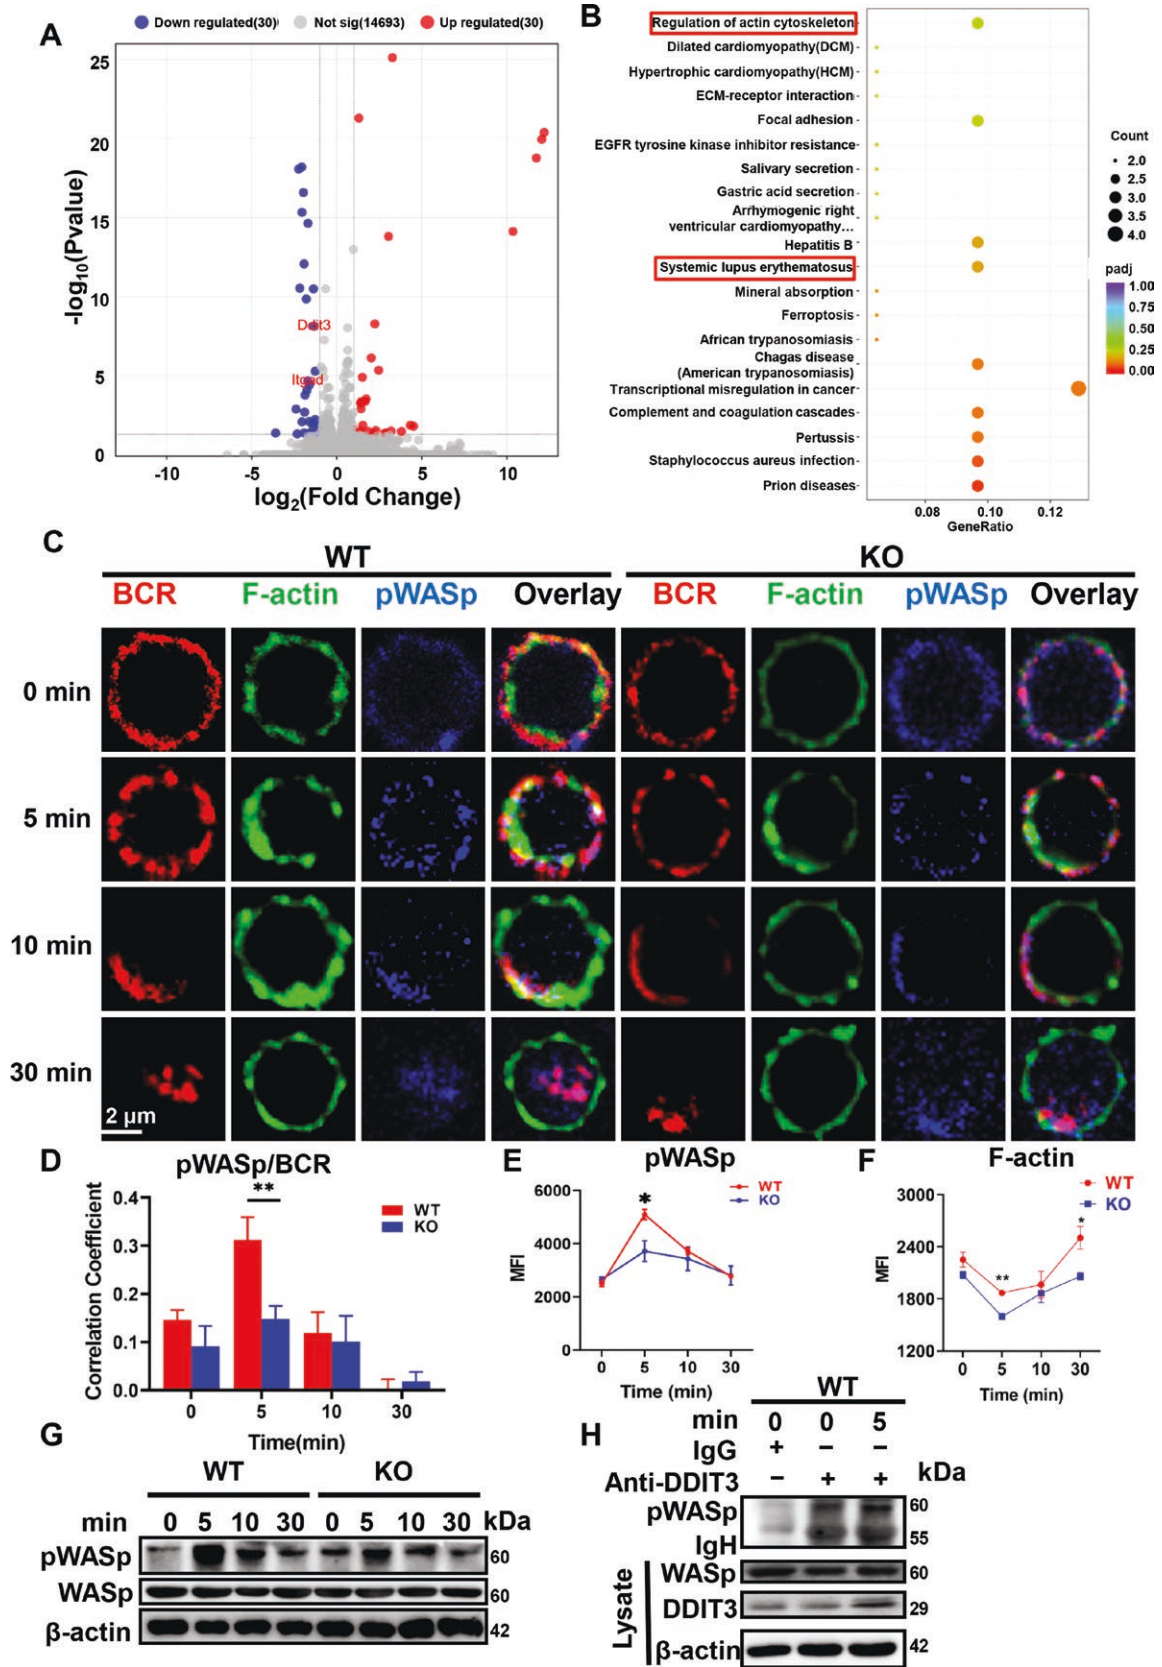 A
Down regulated(30)
Not sig(14693)
Up regulated(30)
25
20
15
10
5
0
-log10(Pvalue)
Ddit3
-10
-5
0
5
10
log2(Fold Change)
B
Regulation of actin cytoskeleton
Dilated cardiomyopathy(DCM)
Hypertrophic cardiomyopathy(HCM)
ECM-receptor interaction
Focal adhesion
EGFR tyrosine kinase inhibitor resistance
Salivary secretion
Gastric acid secretion
Arrhymogenic right
ventricular cardiomyopathy…
Hepatitis B
Systemic lupus erythematosus
Mineral absorption
Ferroptosis
African trypanosomiasis
Chagas disease
(American trypanosomiasis)
Transcriptional misregulation in cancer
Complement and coagulation cascades
Pertussis
Staphylococcus aureus infection
Prion diseases
0.08
0.10
0.12
GeneRatio
Count
2.0
2.5
3.0
3.5
4.0
padj
1.00
0.75
0.50
0.25
0.00
C
WT
KO
BCR F-actin pWASp Overlay BCR F-actin pWASp Overlay
0 min
5 min
10 min
30 min
2 µm
D
pWASp/BCR
**
WT
KO
0.4
0.3
0.2
0.1
0.0
Correlation Coefficient
0 5 10 30
Time(min)
E
pWASp
WT
KO
*
6000
4000
2000
0
MFI
0 5 10 30
Time (min)
F
F-actin
WT
KO
*
**
3000
2400
1800
1200
MFI
0 5 10 30
Time (min)
G
WT KO
min 0 5 10 30 0 5 10 30 kDa
pWASp 60
WASp 60
β-actin 42
H
WT
min 0 0 5
IgG + − −
Anti-DDIT3 − + + kDa
pWASp 60
IgH 55
Lysate
WASp 60
DDIT3 29
β-actin 42